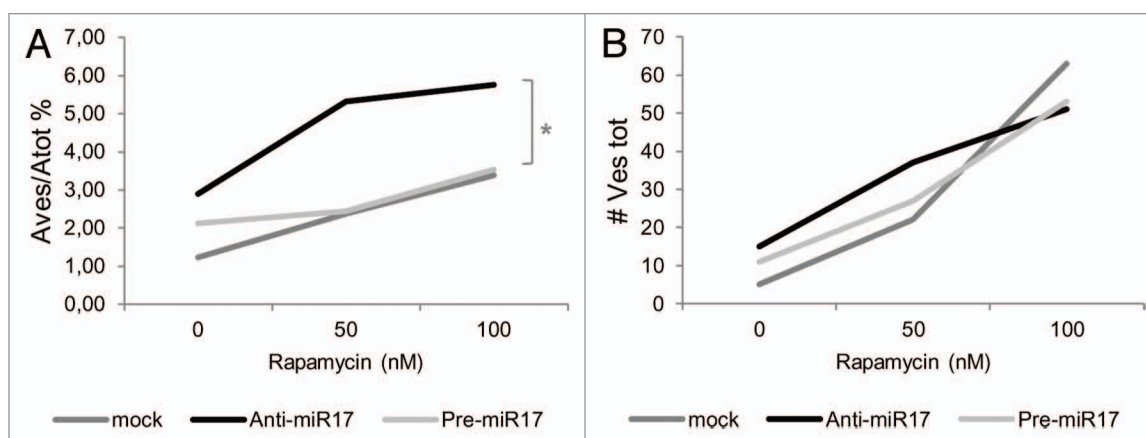 A
Aves/Atot %
7,00
6,00
5,00
4,00
3,00
2,00
1,00
0,00
*
0 50 100
Rapamycin (nM)
mock Anti-miR17 Pre-miR17
B
# Ves tot
70
60
50
40
30
20
10
0
0 50 100
Rapamycin (nM)
mock Anti-miR17 Pre-miR17